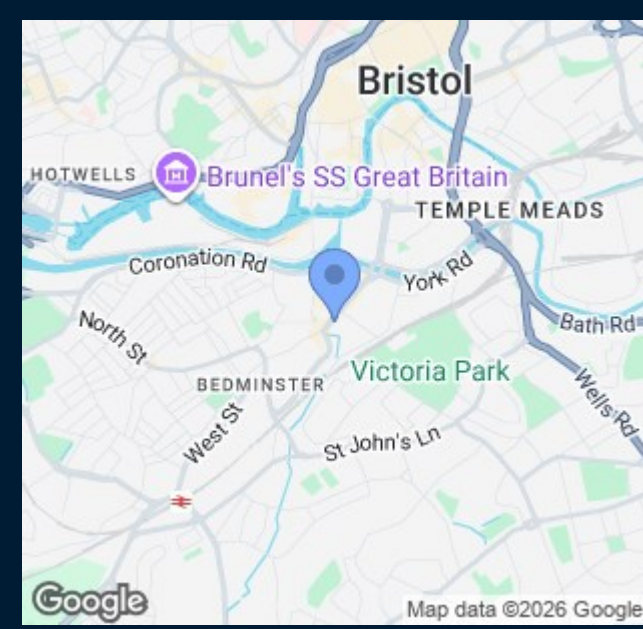 Bristol
HOTWELLS
Brunel's SS Great Britain
TEMPLE MEADS
Coronation Rd
York Rd
North St
Bath Rd
Victoria Park
BEDMINSTER
Wells Rd
West St
St John's Ln
Google
Map data ©2026 Google